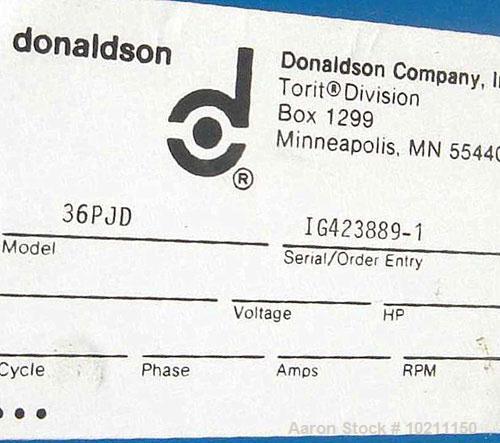 donaldson
Donaldson Company, I
Torit® Division
Box 1299
Minneapolis, MN 55440
®
36PJD
IG423889-1
Model
Serial/Order Entry
Voltage
HP
Cycle
Phase
Amps
RPM
Aaron Stock # 10211150